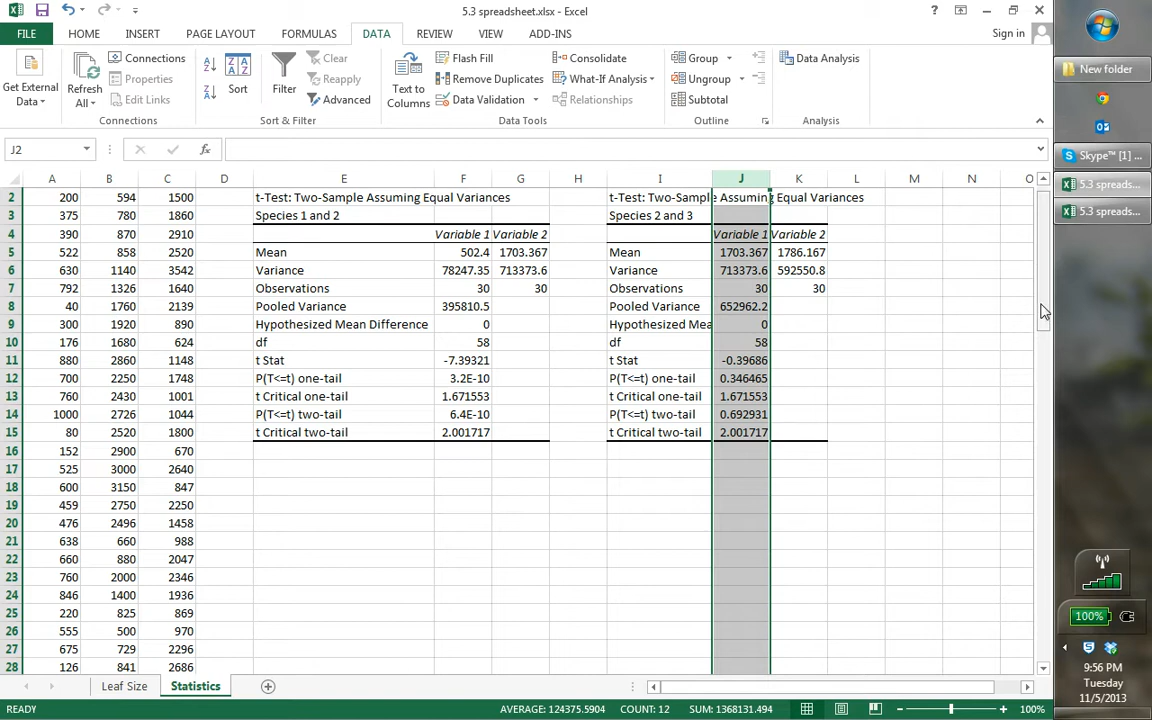 5.3 spreadsheet.xlsx - Excel
FILE HOME INSERT PAGE LAYOUT FORMULAS DATA REVIEW VIEW ADD-INS Sign in
Get External Data
Refresh All
Connections
Properties
Edit Links
Connections
Sort
Filter
Clear
Reapply
Advanced
Sort & Filter
Text to Columns
Flash Fill
Remove Duplicates
Data Validation
Consolidate
What-If Analysis
Relationships
Data Tools
Group
Ungroup
Subtotal
Outline
Data Analysis
Analysis
J2 fx
A B C D E F G H I J K L M N O
2 200 594 1500 t-Test: Two-Sample Assuming Equal Variances t-Test: Two-Sample Assuming Equal Variances
3 375 780 1860 Species 1 and 2 Species 2 and 3
4 390 870 2910 Variable 1 Variable 2 Variable 1 Variable 2
5 522 858 2520 Mean 502.4 1703.367 Mean 1703.367 1786.167
6 630 1140 3542 Variance 78247.35 713373.6 Variance 713373.6 592550.8
7 792 1326 1640 Observations 30 30 Observations 30 30
8 40 1760 2139 Pooled Variance 395810.5 Pooled Variance 652962.2
9 300 1920 890 Hypothesized Mean Difference 0 Hypothesized Mea 0
10 176 1680 624 df 58 df 58
11 880 2860 1148 t Stat -7.39321 t Stat -0.39686
12 700 2250 1748 P(T<=t) one-tail 3.2E-10 P(T<=t) one-tail 0.346465
13 760 2430 1001 t Critical one-tail 1.671553 t Critical one-tail 1.671553
14 1000 2726 1044 P(T<=t) two-tail 6.4E-10 P(T<=t) two-tail 0.692931
15 80 2520 1800 t Critical two-tail 2.001717 t Critical two-tail 2.001717
16 152 2900 670
17 525 3000 2640
18 600 3150 847
19 459 2750 2250
20 476 2496 1458
21 638 660 988
22 660 880 2047
23 760 2000 2346
24 846 1400 1936
25 220 825 869
26 555 500 970
27 675 729 2296
28 126 841 2686
Leaf Size Statistics
READY AVERAGE: 124375.5904 COUNT: 12 SUM: 1368131.494 100%
New folder
Skype™ [1] ...
5.3 spreads...
5.3 spreads...
100%
9:56 PM
Tuesday
11/5/2013